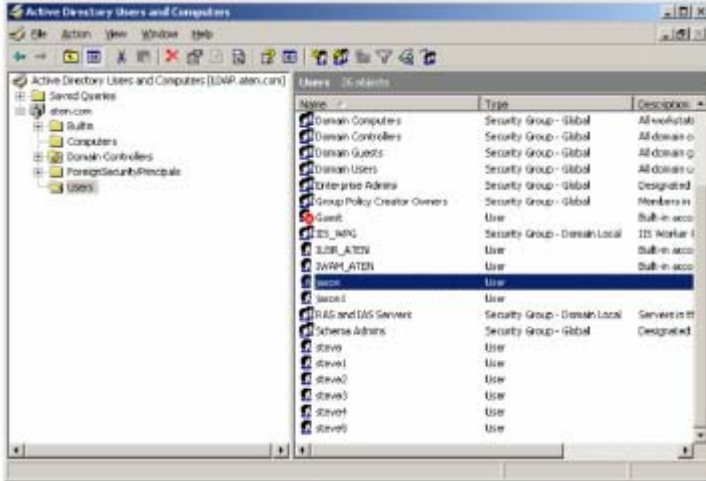 Active Directory Users and Computers
File Action View Window Help
Active Directory Users and Computers [LDAP.aten.com]
Saved Queries
aten.com
Builtin
Computers
Domain Controllers
ForeignSecurityPrincipals
Users
Users 26 objects
Name Type Description
Domain Computers Security Group - Global All workstati
Domain Controllers Security Group - Global All domain c
Domain Guests Security Group - Global All domain g
Domain Users Security Group - Global All domain u
Enterprise Admins Security Group - Global Designated
Group Policy Creator Owners Security Group - Global Members in
Guest User Built-in acco
IIS_WPG Security Group - Domain Local IIS Worker
IUSR_ATEN User Built-in acco
IWAM_ATEN User Built-in acco
jason User
jason1 User
RAS and IAS Servers Security Group - Domain Local Servers in th
Schema Admins Security Group - Global Designated
steve User
steve1 User
steve2 User
steve3 User
steve4 User
steve5 User